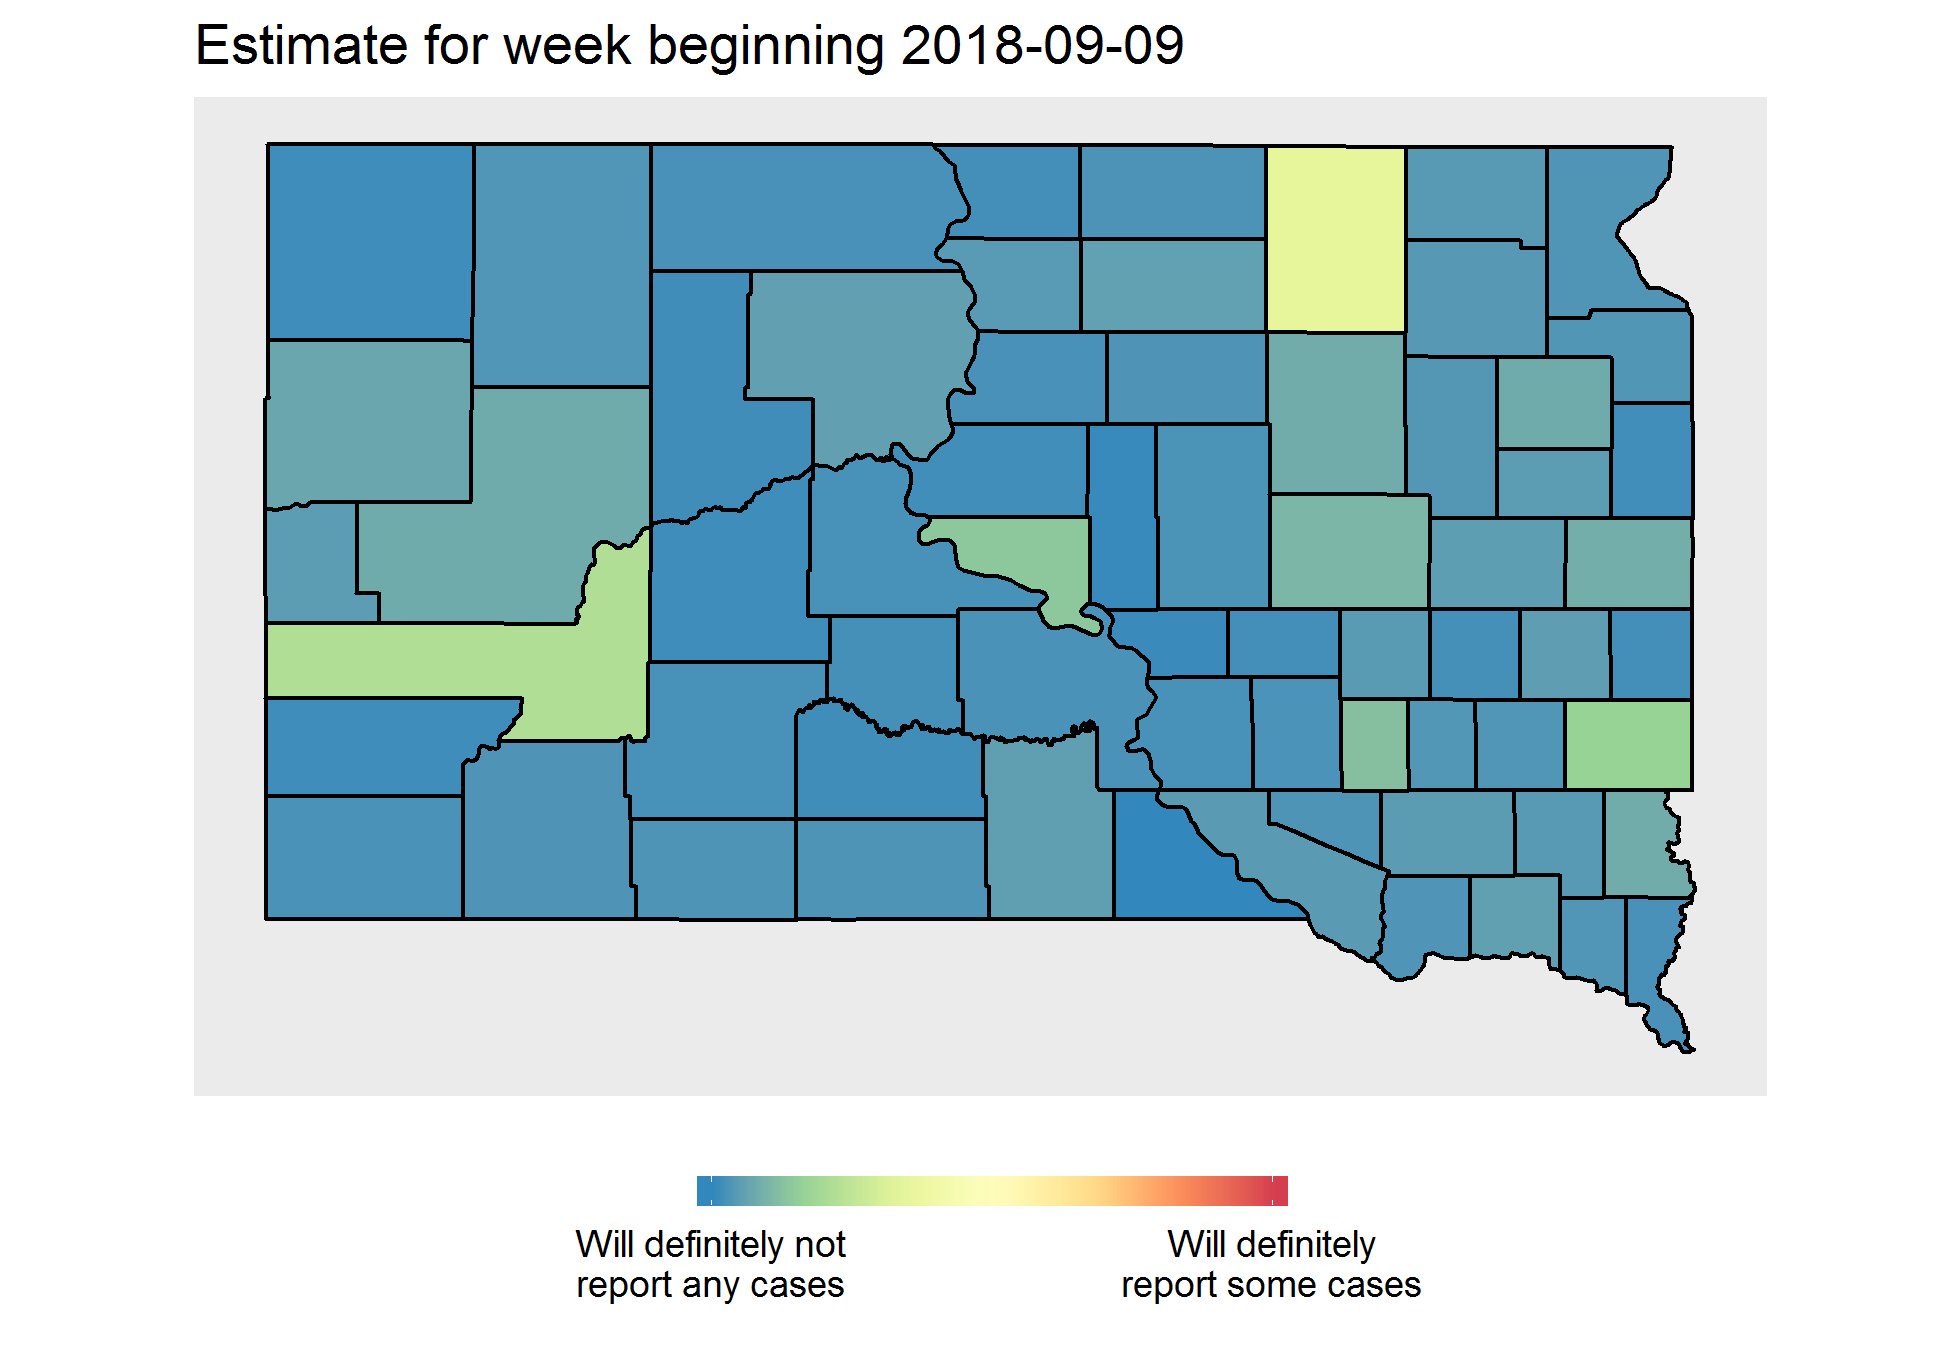 Estimate for week beginning 2018-09-09
Will definitely not
report any cases
Will definitely
report some cases